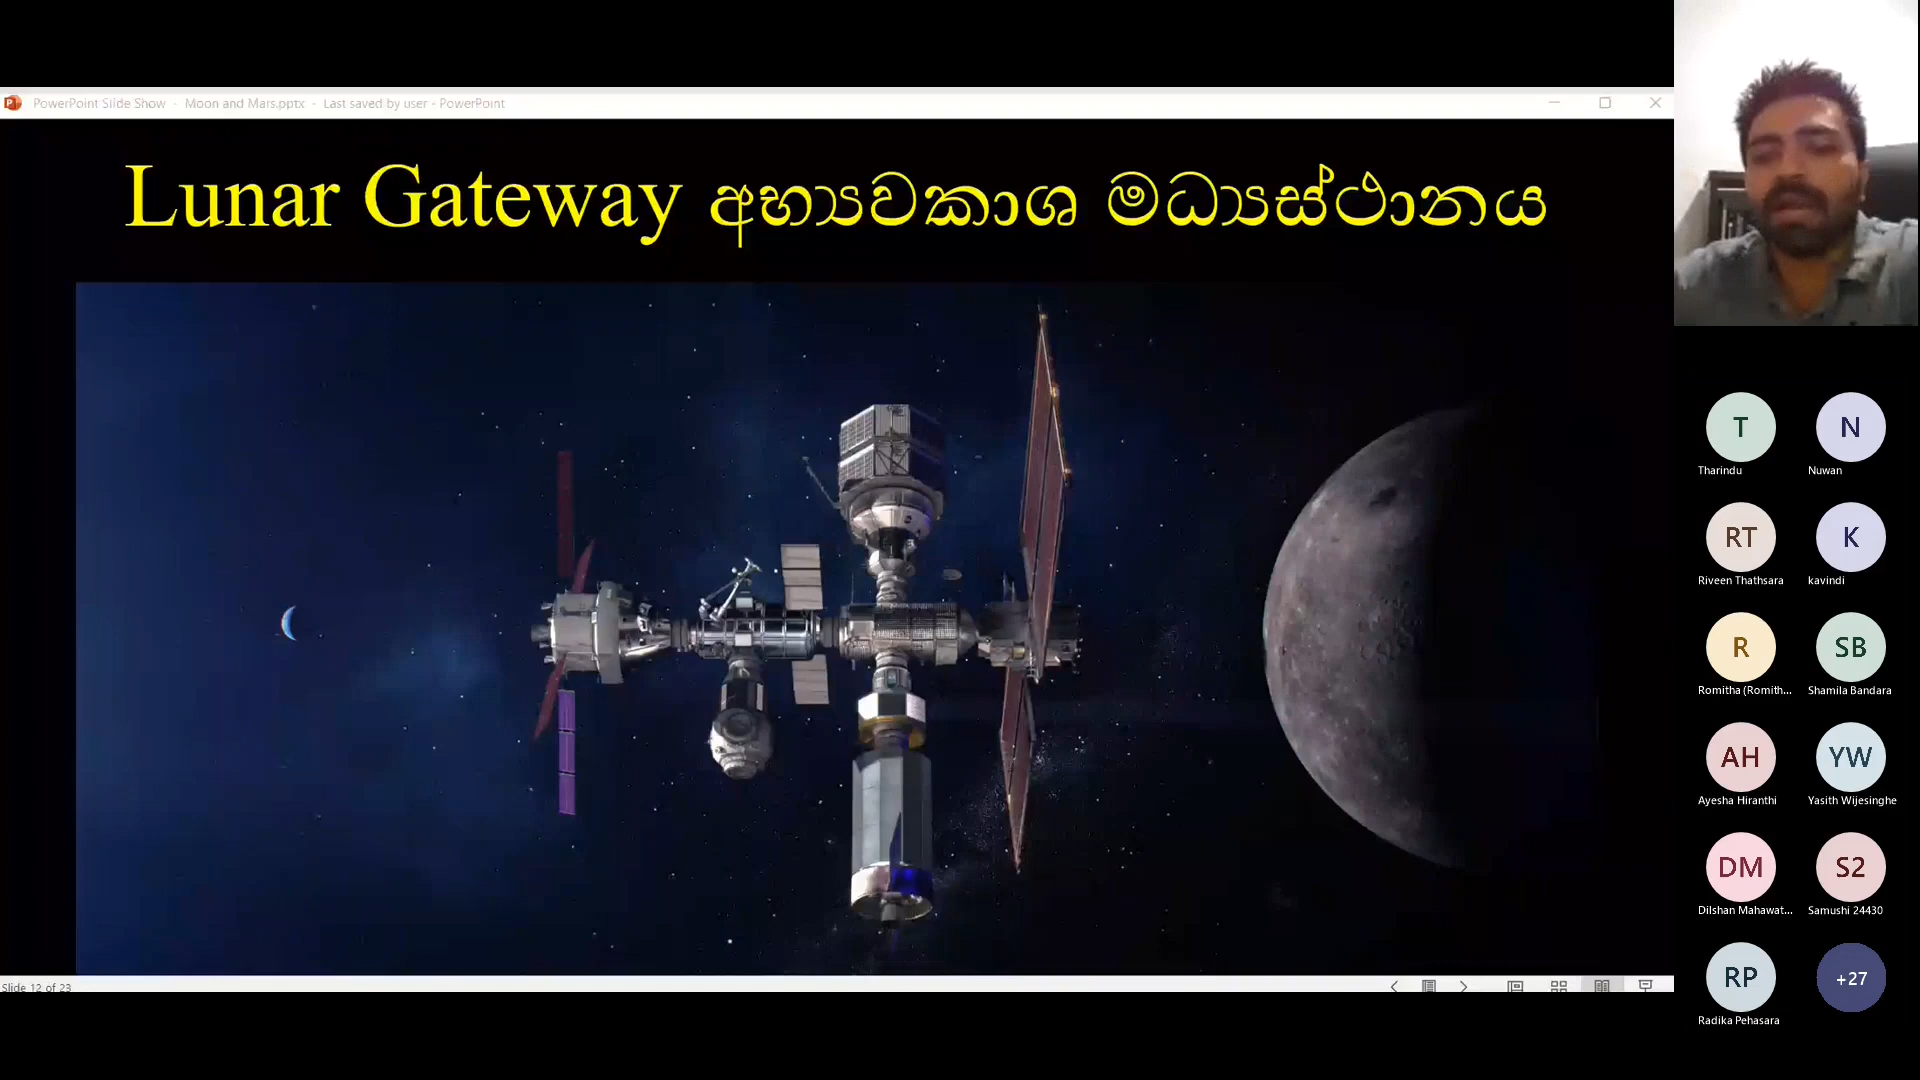 PowerPoint Silde Show - Moon and Mars.pptx - Last saved by user - PowerPoint
Lunar Gateway අභ්‍යවකාශ මධ්‍යස්ථානය
T
Tharindu
N
Nuwan
RT
Riveen Thathsara
K
kavindi
R
Romitha (Romith...
SB
Shamila Bandara
AH
Ayesha Hiranthi
YW
Yasith Wijesinghe
DM
Dilshan Mahawat...
S2
Samushi 24430
RP
Radika Pehasara
+27
Slide 12 of 23